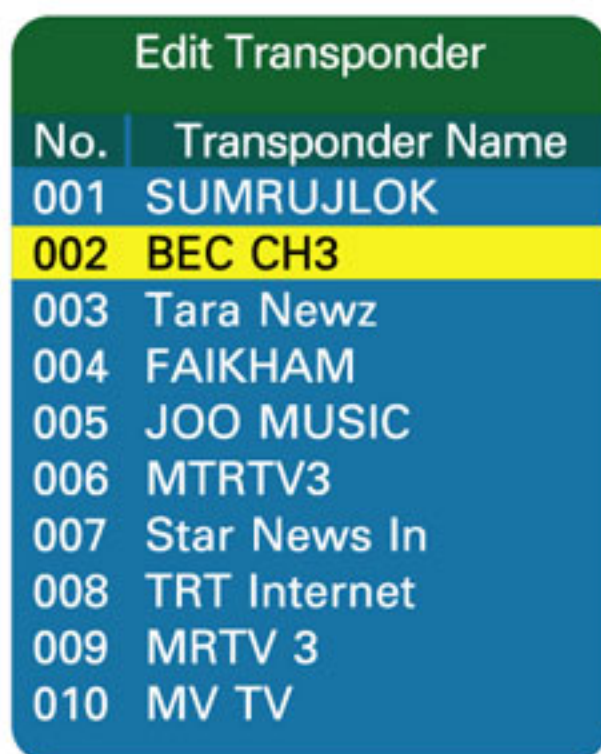 Edit Transponder
No. Transponder Name
001 SUMRUJLOK
002 BEC CH3
003 Tara Newz
004 FAIKHAM
005 JOO MUSIC
006 MTRTV3
007 Star News In
008 TRT Internet
009 MRTV 3
010 MV TV